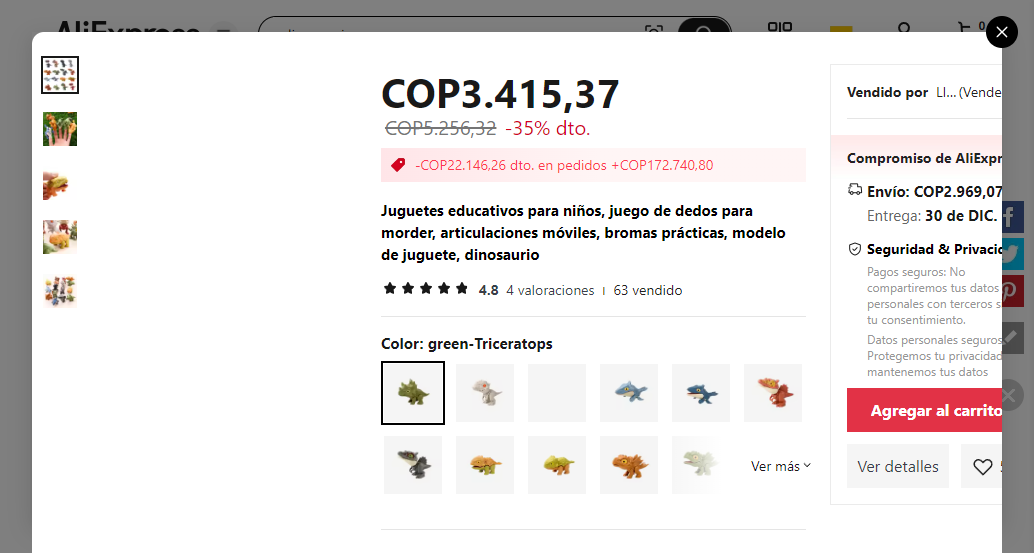 AliExpress
0
COP3.415,37
COP5.256,32 -35% dto.
-COP22.146,26 dto. en pedidos +COP172.740,80
Juguetes educativos para niños, juego de dedos para
morder, articulaciones móviles, bromas prácticas, modelo
de juguete, dinosaurio
4.8 4 valoraciones 63 vendido
Color: green-Triceratops
Ver más
Vendido por LI... (Vende
Compromiso de AliExpr
Envío: COP2.969,07
Entrega: 30 de DIC.
Seguridad & Privacic
Pagos seguros: No
compartiremos tus datos
personales con terceros s
tu consentimiento.
Datos personales seguros
Protegemos tu privacidad
mantenemos tus datos
Agregar al carrito
Ver detalles